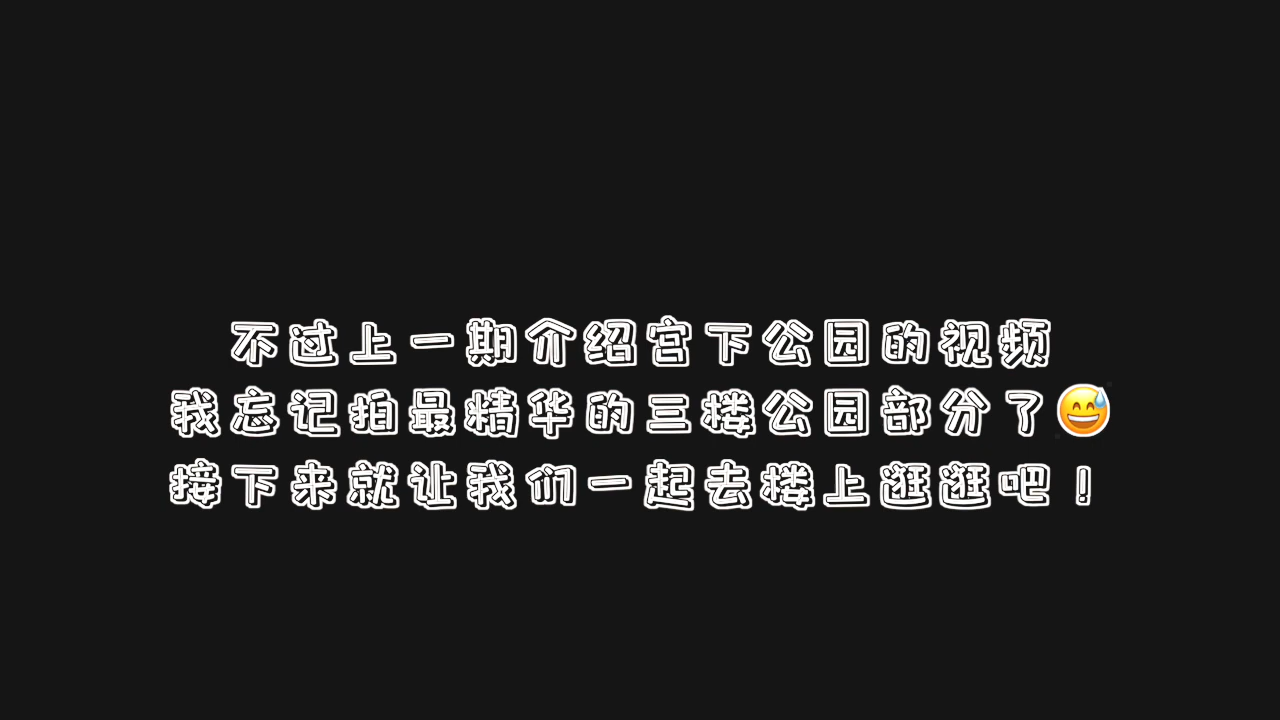 不过上一期介绍宫下公园的视频
我忘记拍最精华的三楼公园部分了😅
接下来就让我们一起去楼上逛逛吧！